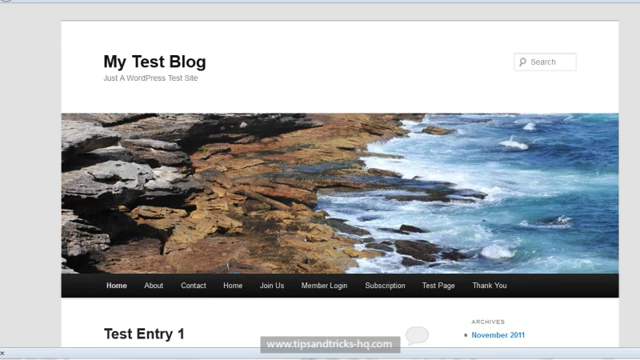 My Test Blog
Just A WordPress Test Site
Search
Home About Contact Home Join Us Member Login Subscription Test Page Thank You
Test Entry 1
ARCHIVES
November 2011
www.tipsandtricks-hq.com